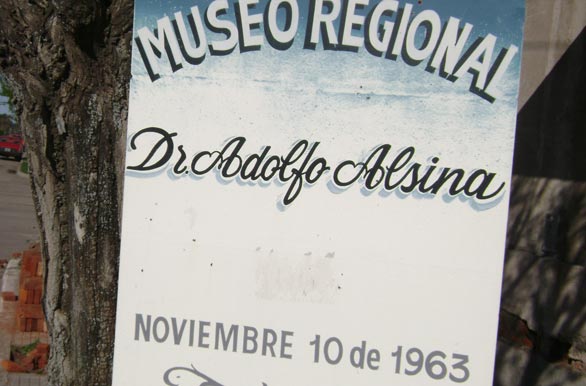 MUSEO REGIONAL
Dr. Adolfo Alsina
NOVIEMBRE 10 de 1963